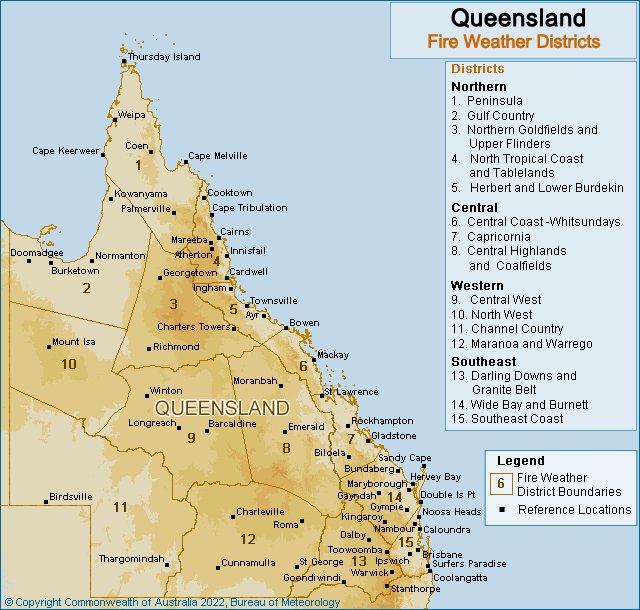 Queensland
Fire Weather Districts
Districts
Northern
1. Peninsula
2. Gulf Country
3. Northern Goldfields and
Upper Flinders
4. North Tropical Coast
and Tablelands
5. Herbert and Lower Burdekin
Central
6. Central Coast -Whitsundays
7. Capricornia
8. Central Highlands
and Coalfields
Western
9. Central West
10. North West
11. Channel Country
12. Maranoa and Warrego
Southeast
13. Darling Downs and
Granite Belt
14. Wide Bay and Burnett
15. Southeast Coast
Legend
6 Fire Weather
District Boundaries
Reference Locations
Thursday Island
Weipa
Coen
Cape Keerweer
1
Cape Melville
Kowanyama
Cooktown
Palmerville
Cape Tribulation
Cairns
Mareeba
Doomadgee
Normanton
Atherton
Innisfail
4
Burketown
Georgetown
Cardwell
2
Ingham
3
Townsville
5
Ayr
Charters Towers
Bowen
Mount Isa
Richmond
Mackay
10
6
Moranbah
Winton
St Lawrence
QUEENSLAND
Longreach
Barcaldine
Emerald
Rockhampton
9
8
7
Gladstone
Biloela
Sandy Cape
Bundaberg
Hervey Bay
Maryborough
Birdsville
Gayndah
14
Double Is Pt
11
Gympie
Charleville
Noosa Heads
Roma
Kingaroy
Nambour
Caloundra
12
Dalby
15
Toowoomba
Brisbane
Thargomindah
Cunnamulla
St George
13
Ipswich
Surfers Paradise
Goondiwindi
Warwick
Coolangatta
Stanthorpe
© Copyright Commonwealth of Australia 2022, Bureau of Meteorology